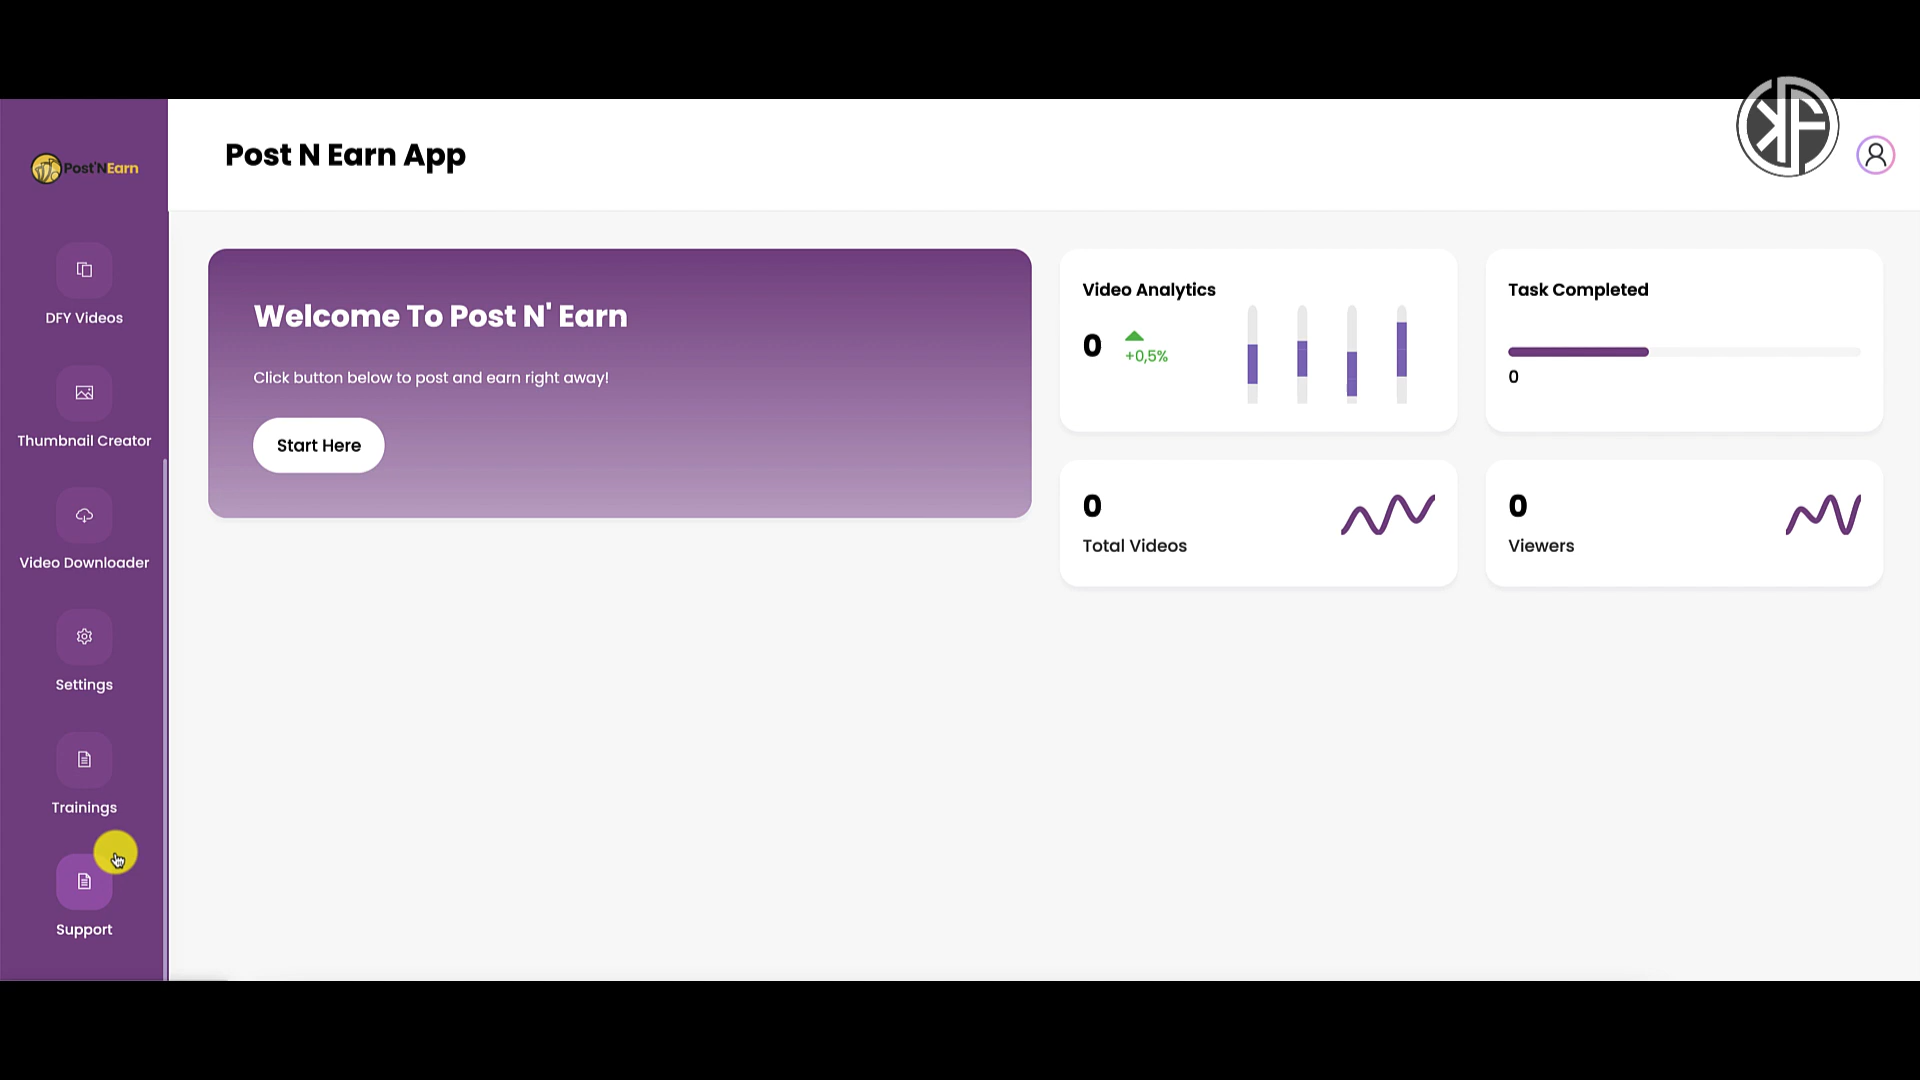 Post'NEarn
Post N Earn App
KF
DFY Videos
Thumbnail Creator
Video Downloader
Settings
Trainings
Support
Welcome To Post N' Earn
Click button below to post and earn right away!
Start Here
Video Analytics
0
+0,5%
Task Completed
0
0
Total Videos
0
Viewers